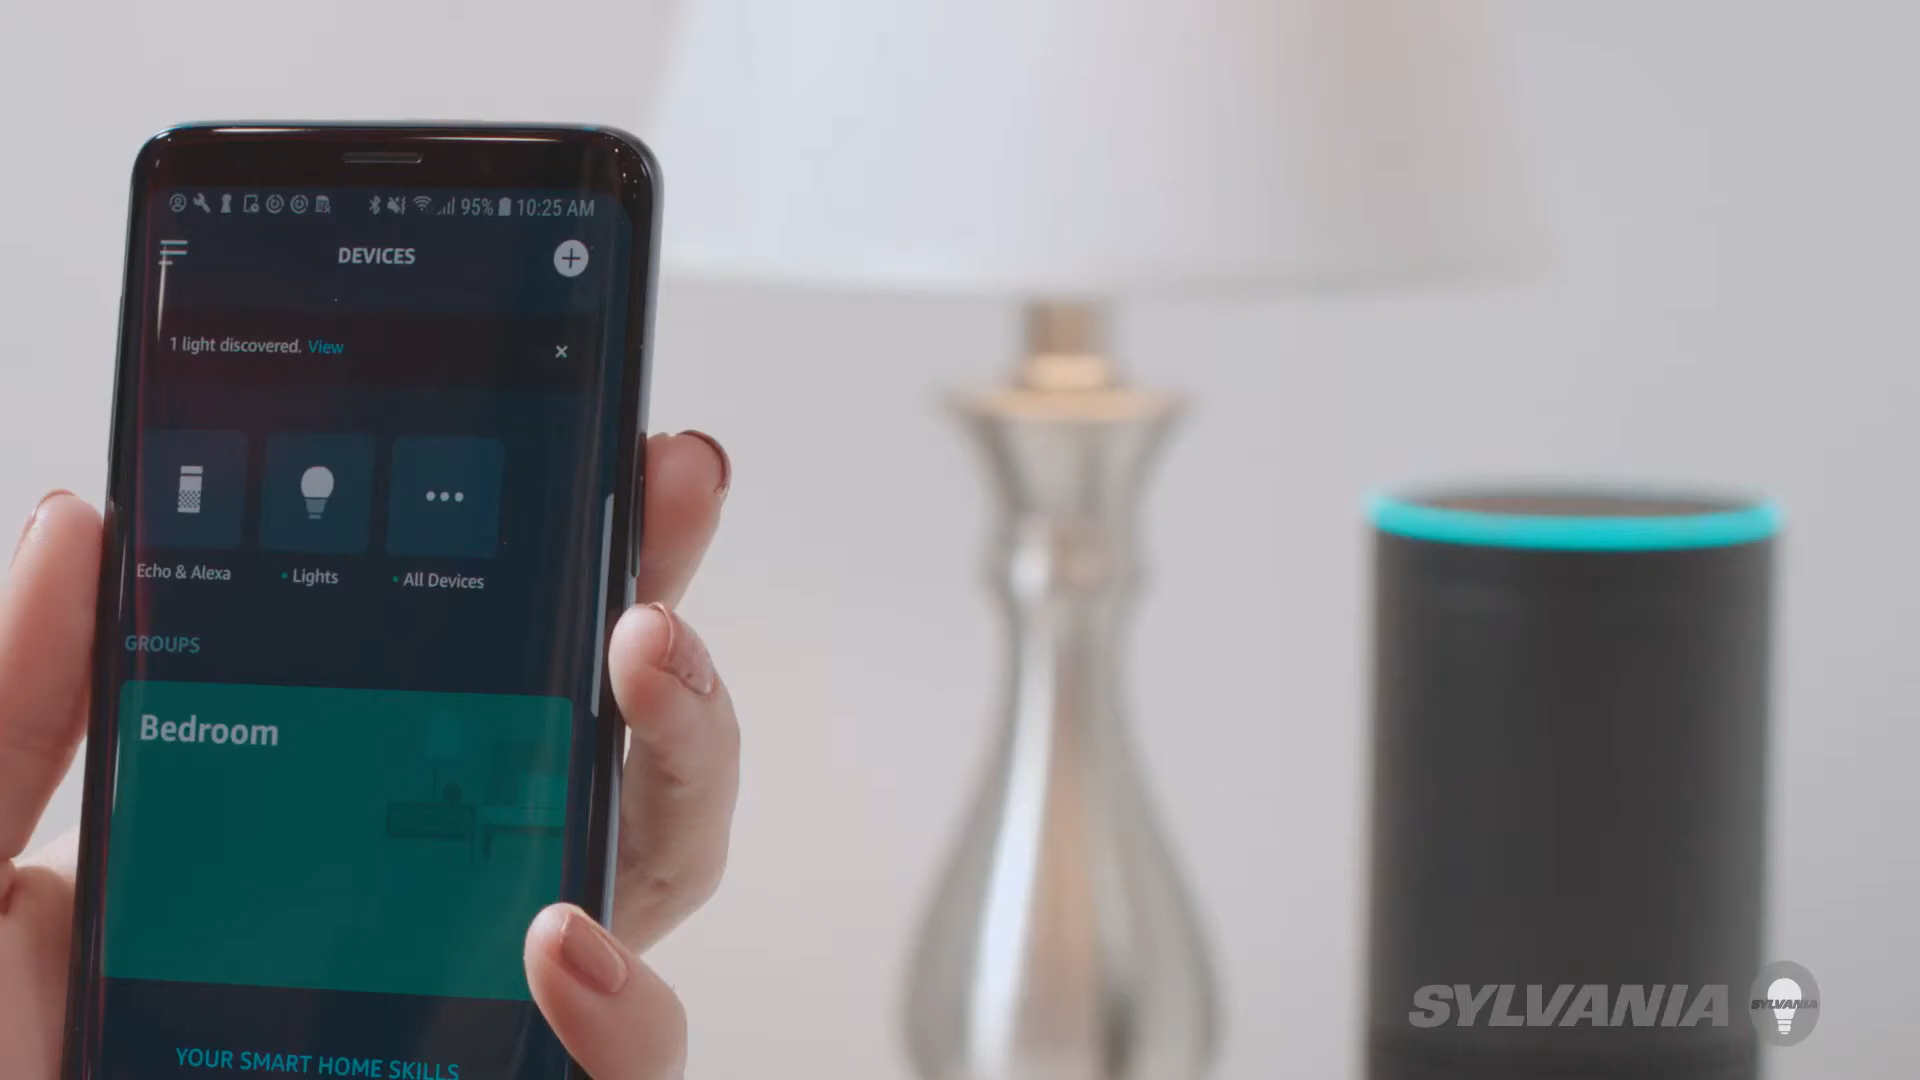 95% 10:25 AM
DEVICES
1 light discovered. View
Echo & Alexa
Lights
All Devices
GROUPS
Bedroom
YOUR SMART HOME SKILLS
SYLVANIA
SYLVANIA